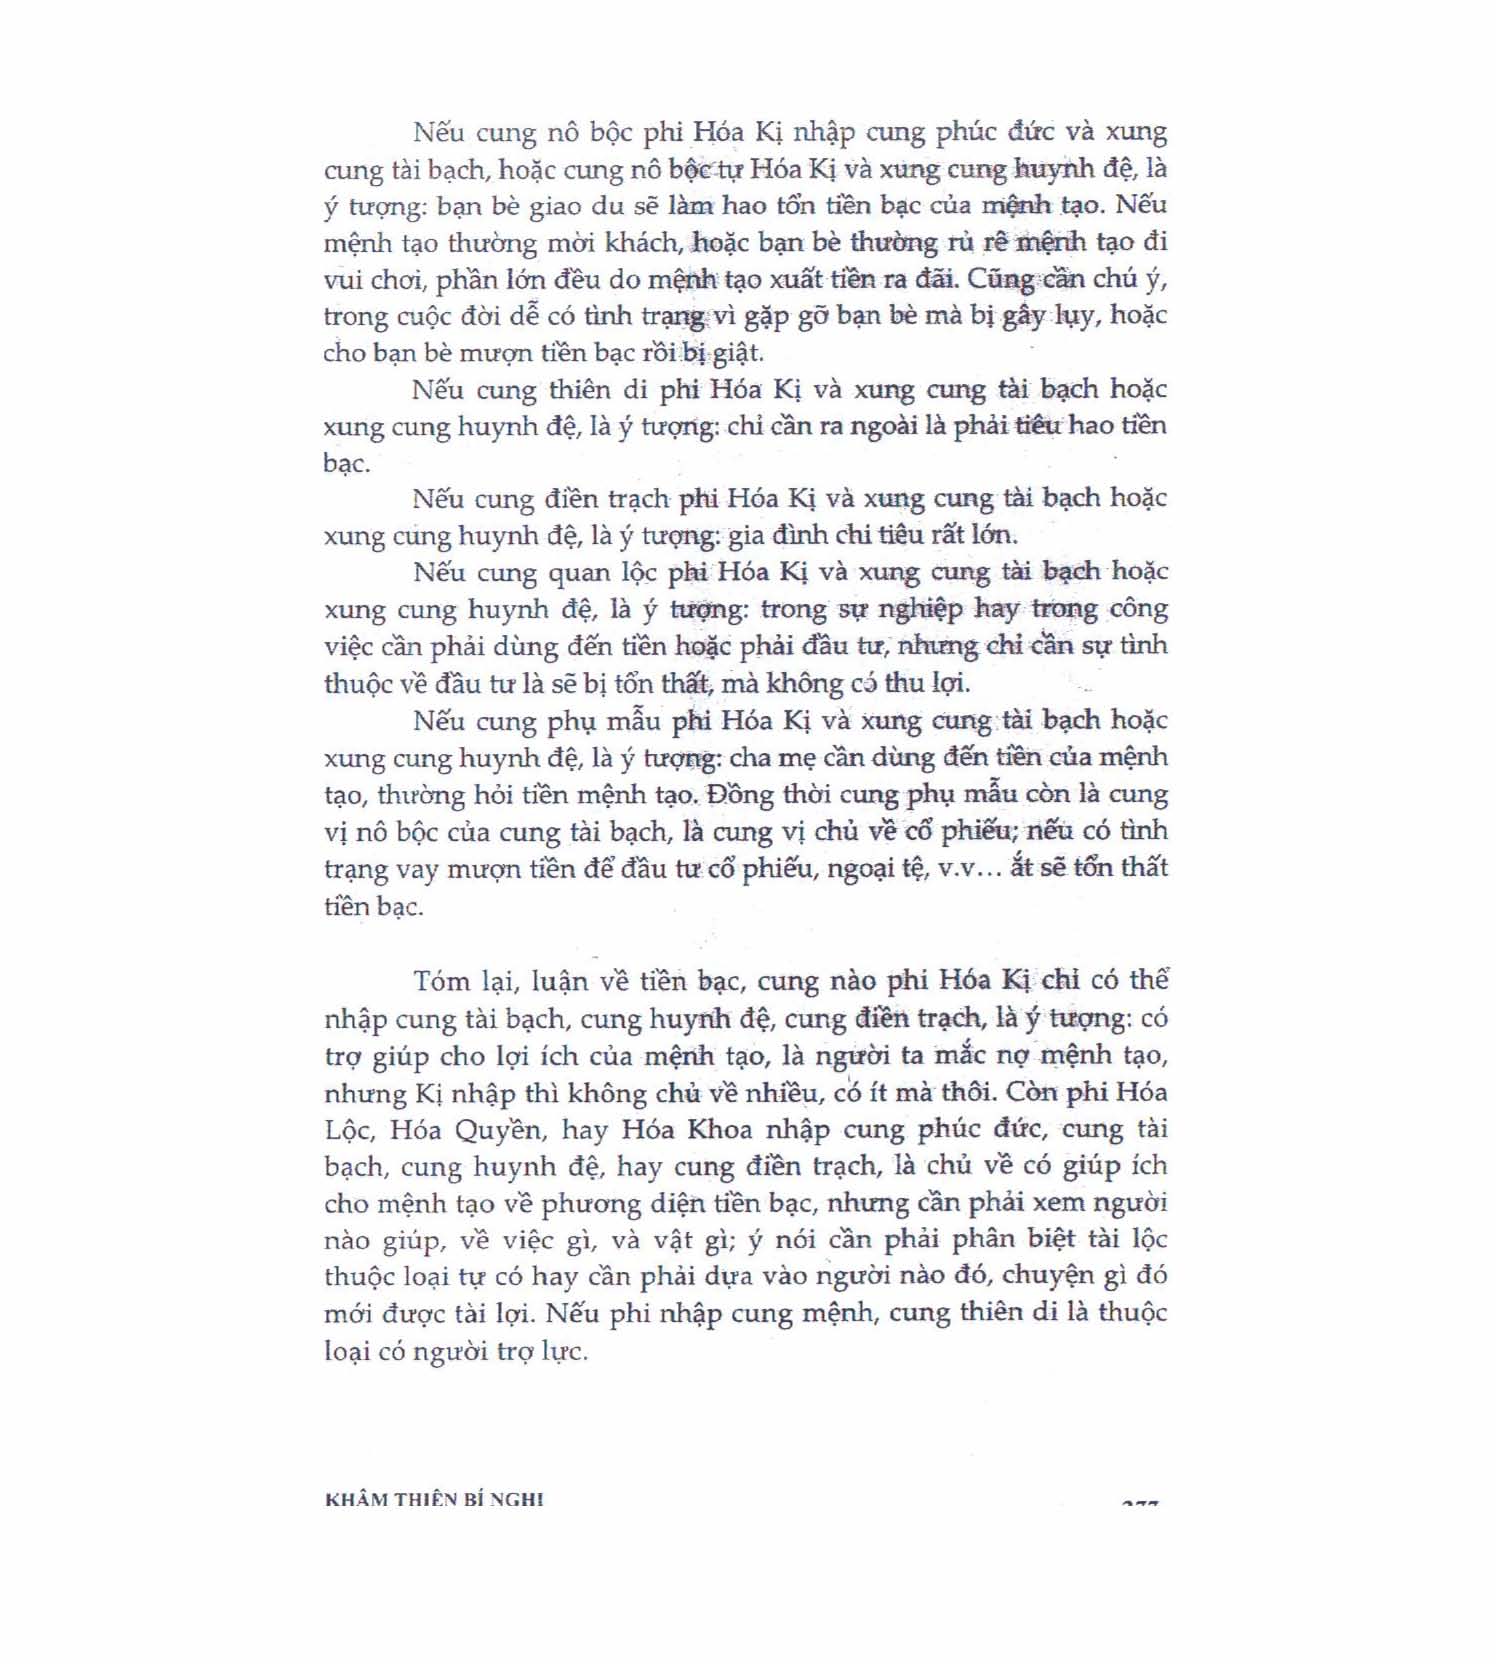 Nếu cung nô bộc phi Hóa Kị nhập cung phúc đức và xung
cung tài bạch, hoặc cung nô bộc tự Hóa Kị và xung cung huynh đệ, là
ý tượng: bạn bè giao du sẽ làm hao tổn tiền bạc của mệnh tạo. Nếu
mệnh tạo thường mời khách, hoặc bạn bè thường rủ rê mệnh tạo đi
vui chơi, phần lớn đều do mệnh tạo xuất tiền ra đãi. Cũng cần chú ý,
trong cuộc đời dễ có tình trạng vì gặp gỡ bạn bè mà bị gây lụy, hoặc
cho bạn bè mượn tiền bạc rồi bị giật.
Nếu cung thiên di phi Hóa Kị và xung cung tài bạch hoặc
xung cung huynh đệ, là ý tượng: chỉ cần ra ngoài là phải tiêu hao tiền
bạc.
Nếu cung điền trạch phi Hóa Kị và xung cung tài bạch hoặc
xung cung huynh đệ, là ý tượng: gia đình chi tiêu rất lớn.
Nếu cung quan lộc phi Hóa Kị và xung cung tài bạch hoặc
xung cung huynh đệ, là ý tượng: trong sự nghiệp hay trong công
việc cần phải dùng đến tiền hoặc phải đầu tư, nhưng chỉ cần sự tình
thuộc về đầu tư là sẽ bị tổn thất, mà không có thu lợi.
Nếu cung phụ mẫu phi Hóa Kị và xung cung tài bạch hoặc
xung cung huynh đệ, là ý tượng: cha mẹ cần dùng đến tiền của mệnh
tạo, thường hỏi tiền mệnh tạo. Đồng thời cung phụ mẫu còn là cung
vị nô bộc của cung tài bạch, là cung vị chủ về cổ phiếu; nếu có tình
trạng vay mượn tiền để đầu tư cổ phiếu, ngoại tệ, v.v... ắt sẽ tổn thất
tiền bạc.
Tóm lại, luận về tiền bạc, cung nào phi Hóa Kị chỉ có thể
nhập cung tài bạch, cung huynh đệ, cung điền trạch, là ý tượng: có
trợ giúp cho lợi ích của mệnh tạo, là người ta mắc nợ mệnh tạo,
nhưng Kị nhập thì không chủ về nhiều, có ít mà thôi. Còn phi Hóa
Lộc, Hóa Quyền, hay Hóa Khoa nhập cung phúc đức, cung tài
bạch, cung huynh đệ, hay cung điền trạch, là chủ về có giúp ích
cho mệnh tạo về phương diện tiền bạc, nhưng cần phải xem người
nào giúp, về việc gì, và vật gì; ý nói cần phải phân biệt tài lộc
thuộc loại tự có hay cần phải dựa vào người nào đó, chuyện gì đó
mới được tài lợi. Nếu phi nhập cung mệnh, cung thiên di là thuộc
loại có người trợ lực.
KHÂM THIÊN BÍ NGHI